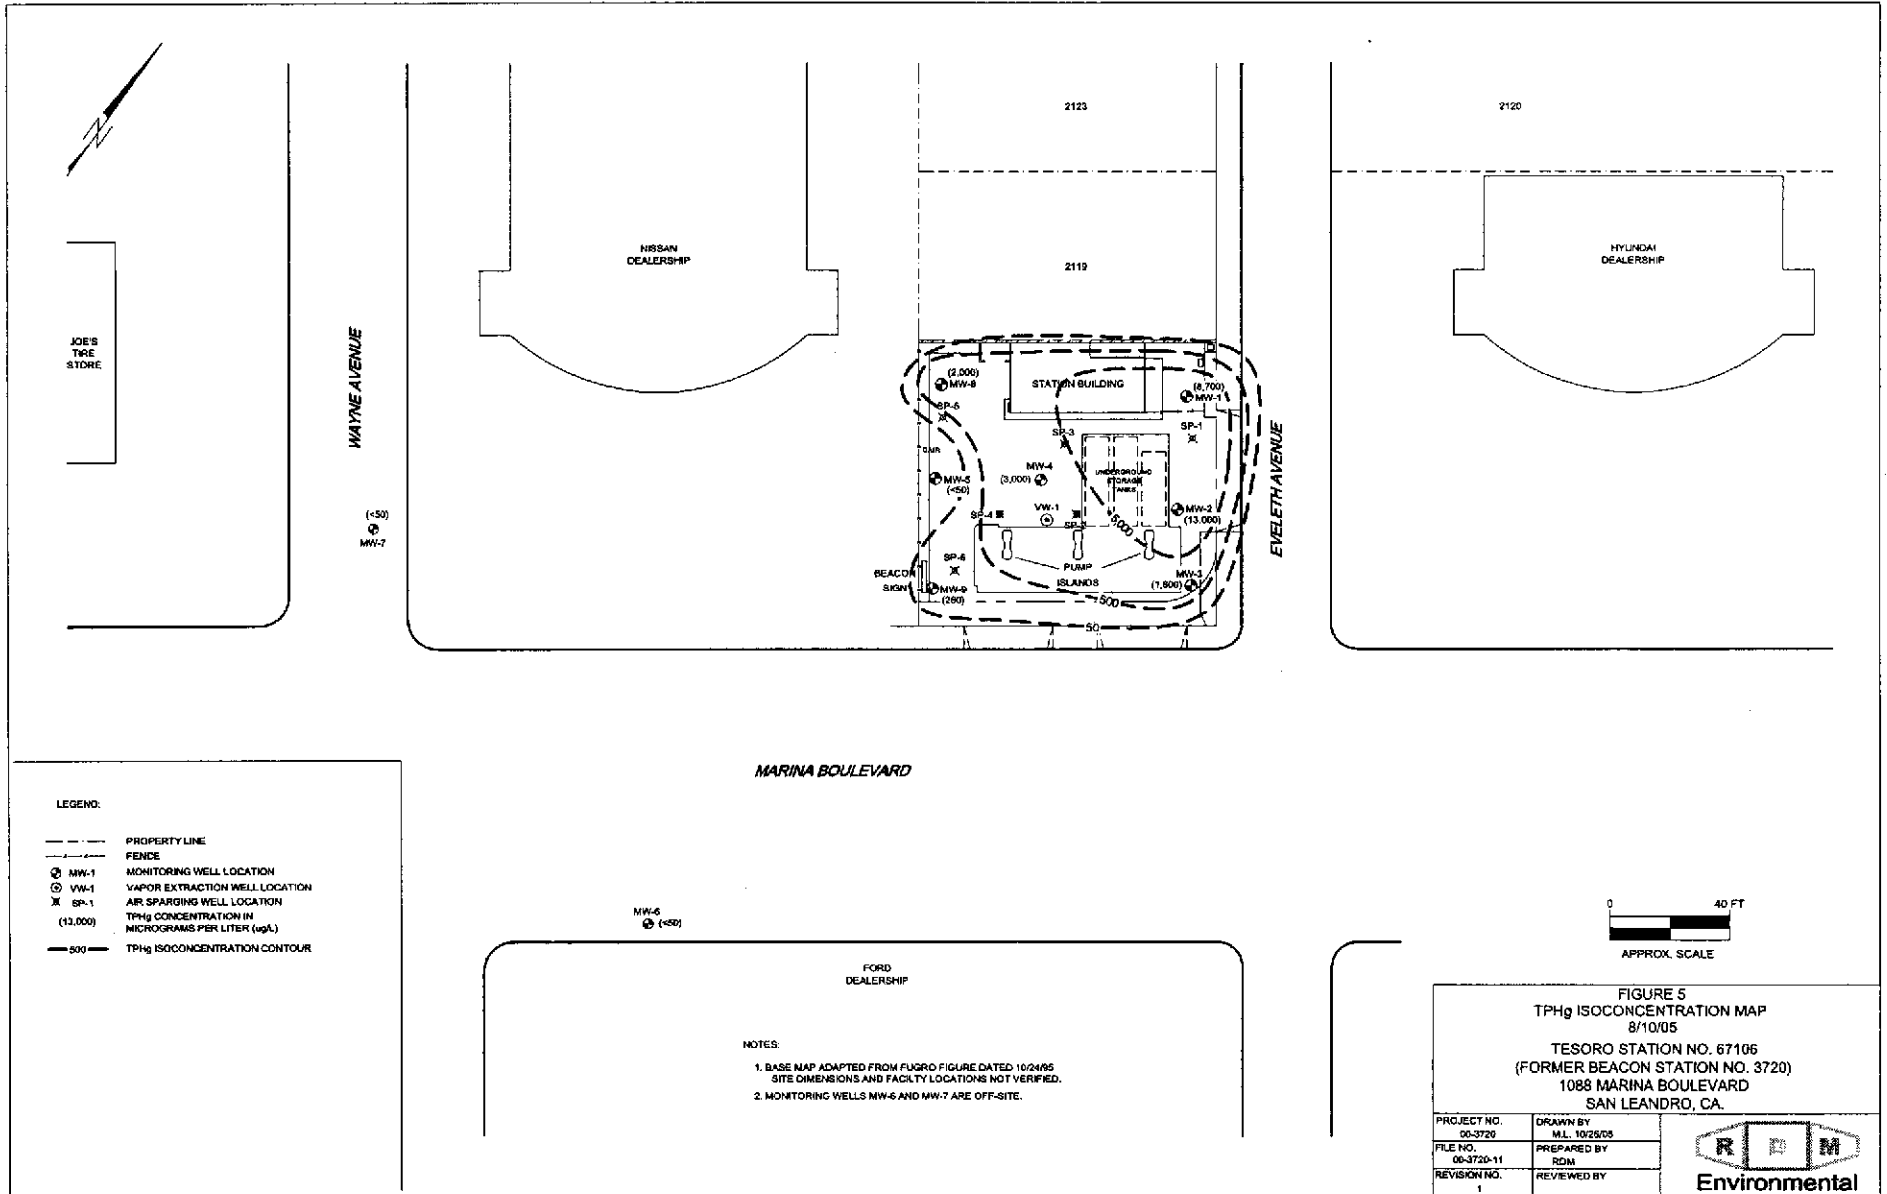 2123
2120
NISSAN
DEALERSHIP
2119
HYUNDAI
DEALERSHIP
JOE'S
TIRE
STORE
WAYNE AVENUE
(2,000)
MW-8
STATION BUILDING
(8,700)
MW-1
SP-5
SP-3
SP-1
EVELETH AVENUE
MW-4
(3,000)
UNDERGROUND
STORAGE
TANKS
MW-5
(<50)
SP-4
VW-1
MW-2
(13,000)
5,000
(<50)
MW-7
SP-6
PUMP
ISLANDS
BEACON
SIGN
MW-9
(260)
MW-3
500
50
MARINA BOULEVARD
LEGEND:
PROPERTY LINE
FENCE
MW-1 MONITORING WELL LOCATION
VW-1 VAPOR EXTRACTION WELL LOCATION
SP-1 AIR SPARGING WELL LOCATION
(13,000) TPHg CONCENTRATION IN
MICROGRAMS PER LITER (ug/L)
500 TPHg ISOCONCENTRATION CONTOUR
MW-6
(<50)
FORD
DEALERSHIP
NOTES:
1. BASE MAP ADAPTED FROM FUGRO FIGURE DATED 10/24/95
SITE DIMENSIONS AND FACILTY LOCATIONS NOT VERIFIED.
2. MONITORING WELLS MW-6 AND MW-7 ARE OFF-SITE.
0 40 FT
APPROX. SCALE
FIGURE 5
TPHg ISOCONCENTRATION MAP
8/10/05
TESORO STATION NO. 67106
(FORMER BEACON STATION NO. 3720)
1088 MARINA BOULEVARD
SAN LEANDRO, CA.
PROJECT NO.
00-3720
DRAWN BY
M.L. 10/25/05
FILE NO.
00-3720-11
PREPARED BY
RDM
REVISION NO.
1
REVIEWED BY
R D M
Environmental